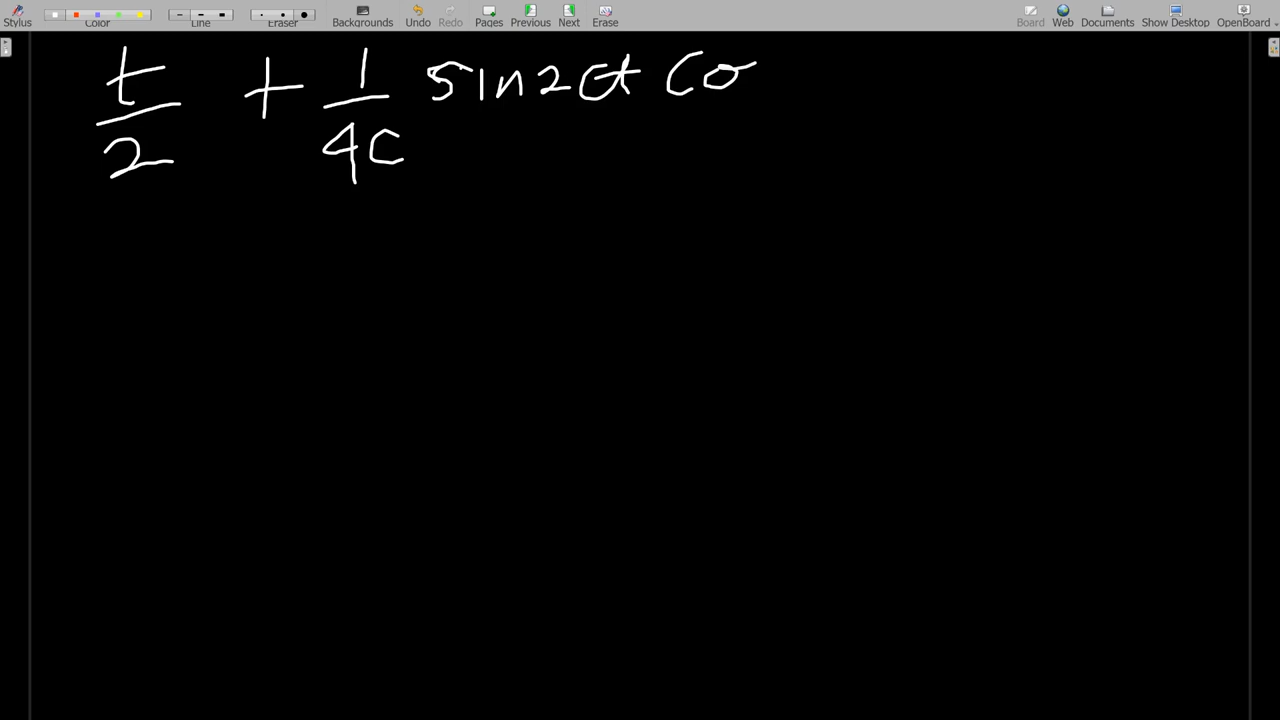 Stylus Color Line Eraser Backgrounds Undo Redo Pages Previous Next Erase Board Web Documents Show Desktop OpenBoard
t/2 + 1/4c sin2ct co